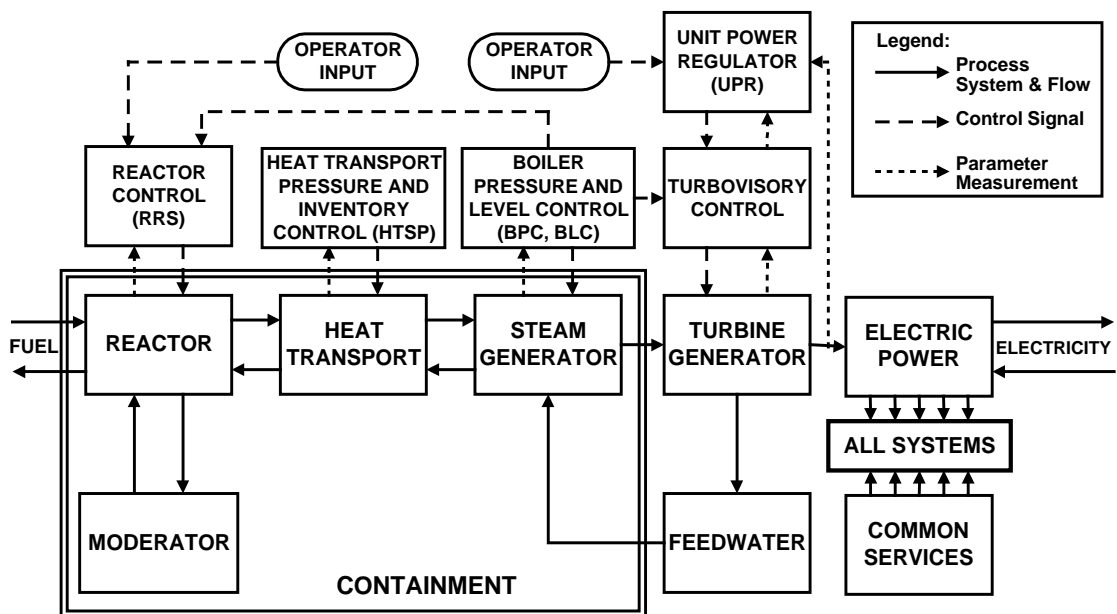 OPERATOR
INPUT
OPERATOR
INPUT
UNIT POWER
REGULATOR
(UPR)
Legend:
Process
System & Flow
Control Signal
Parameter
Measurement
REACTOR
CONTROL
(RRS)
HEAT TRANSPORT
PRESSURE AND
INVENTORY
CONTROL (HTSP)
BOILER
PRESSURE AND
LEVEL CONTROL
(BPC, BLC)
TURBOVISORY
CONTROL
FUEL
REACTOR
HEAT
TRANSPORT
STEAM
GENERATOR
TURBINE
GENERATOR
ELECTRIC
POWER
ELECTRICITY
ALL SYSTEMS
MODERATOR
FEEDWATER
COMMON
SERVICES
CONTAINMENT